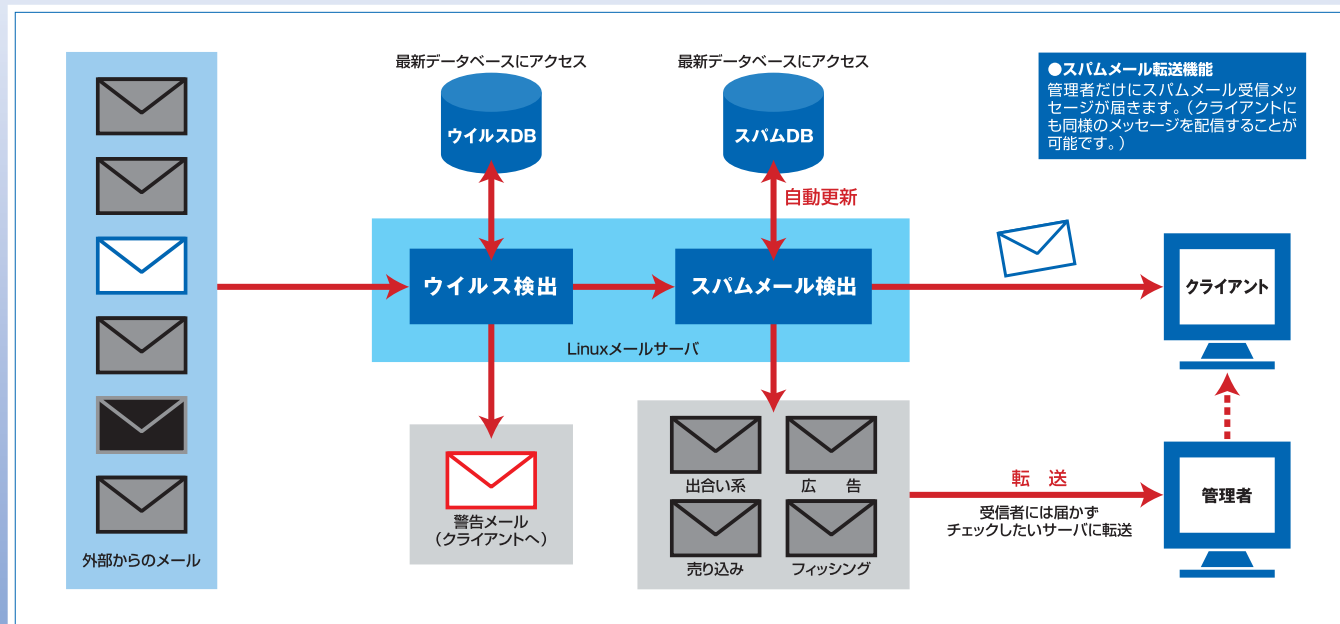 最新データベースにアクセス
最新データベースにアクセス
ウイルスDB
スパムDB
●スパムメール転送機能
管理者だけにスパムメール受信メッ
セージが届きます。(クライアントに
も同様のメッセージを配信することが
可能です。)
自動更新
ウイルス検出
スパムメール検出
クライアント
Linuxメールサーバ
外部からのメール
警告メール
(クライアントへ)
出合い系
広 告
売り込み
フィッシング
転 送
受信者には届かず
チェックしたいサーバに転送
管理者